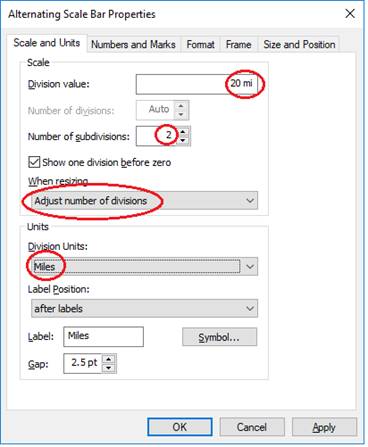 Alternating Scale Bar Properties
Scale and Units Numbers and Marks Format Frame Size and Position
Scale
Division value: 20 mi
Number of divisions: Auto
Number of subdivisions: 2
Show one division before zero
When resizing...
Adjust number of divisions
Units
Division Units:
Miles
Label Position:
after labels
Label: Miles Symbol...
Gap: 2.5 pt
OK Cancel Apply